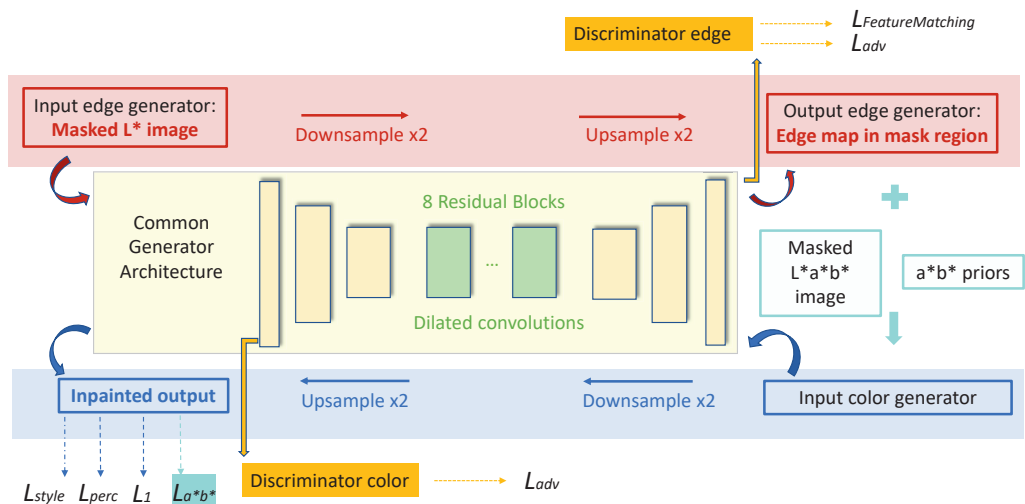 Discriminator edge
L_FeatureMatching
L_adv
Input edge generator:
Masked L* image
Downsample x2
Upsample x2
Output edge generator:
Edge map in mask region
Common
Generator
Architecture
8 Residual Blocks
...
Dilated convolutions
Masked
L*a*b*
image
a*b* priors
Inpainted output
Upsample x2
Downsample x2
Input color generator
L_style
L_perc
L_1
L_a*b*
Discriminator color
L_adv